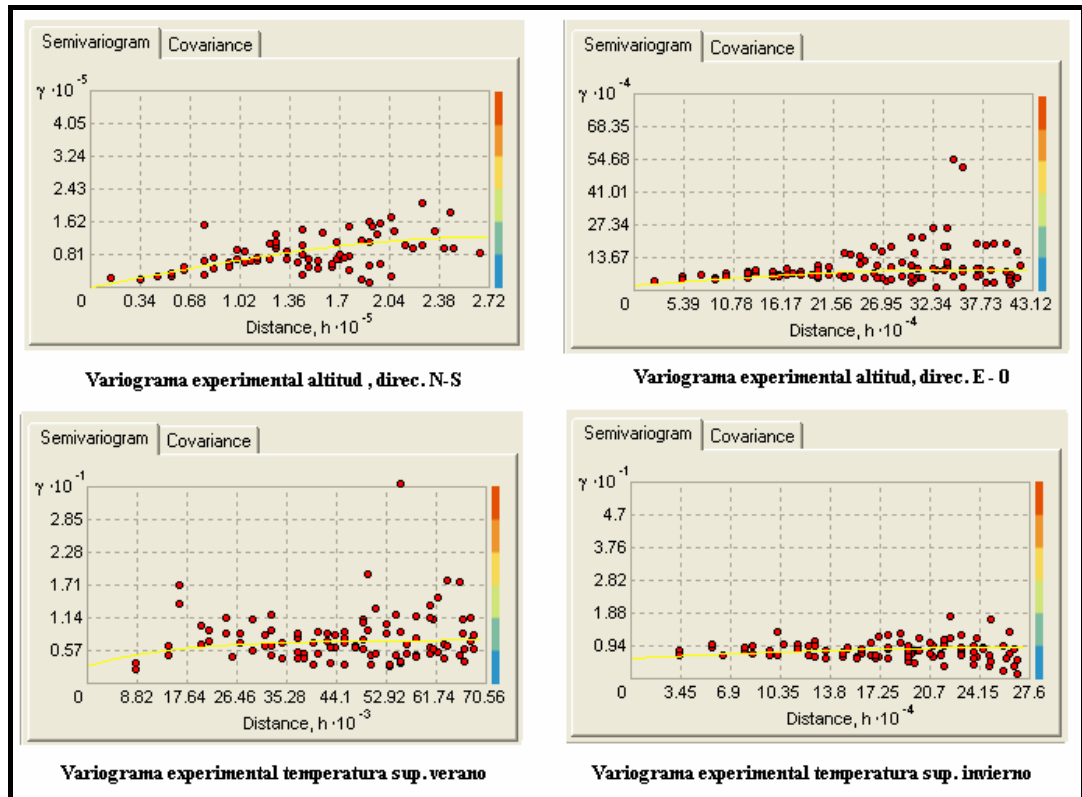 Semivariogram Covariance
γ ·10 -5
4.05
3.24
2.43
1.62
0.81
0 0.34 0.68 1.02 1.36 1.7 2.04 2.38 2.72
Distance, h ·10 -5
Variograma experimental altitud , direc. N-S
Semivariogram Covariance
γ ·10 -4
68.35
54.68
41.01
27.34
13.67
0 5.39 10.78 16.17 21.56 26.95 32.34 37.73 43.12
Distance, h ·10 -4
Variograma experimental altitud, direc. E - O
Semivariogram Covariance
γ ·10 -1
2.85
2.28
1.71
1.14
0.57
0 8.82 17.64 26.46 35.28 44.1 52.92 61.74 70.56
Distance, h ·10 -3
Variograma experimental temperatura sup. verano
Semivariogram Covariance
γ ·10 -1
4.7
3.76
2.82
1.88
0.94
0 3.45 6.9 10.35 13.8 17.25 20.7 24.15 27.6
Distance, h ·10 -4
Variograma experimental temperatura sup. invierno